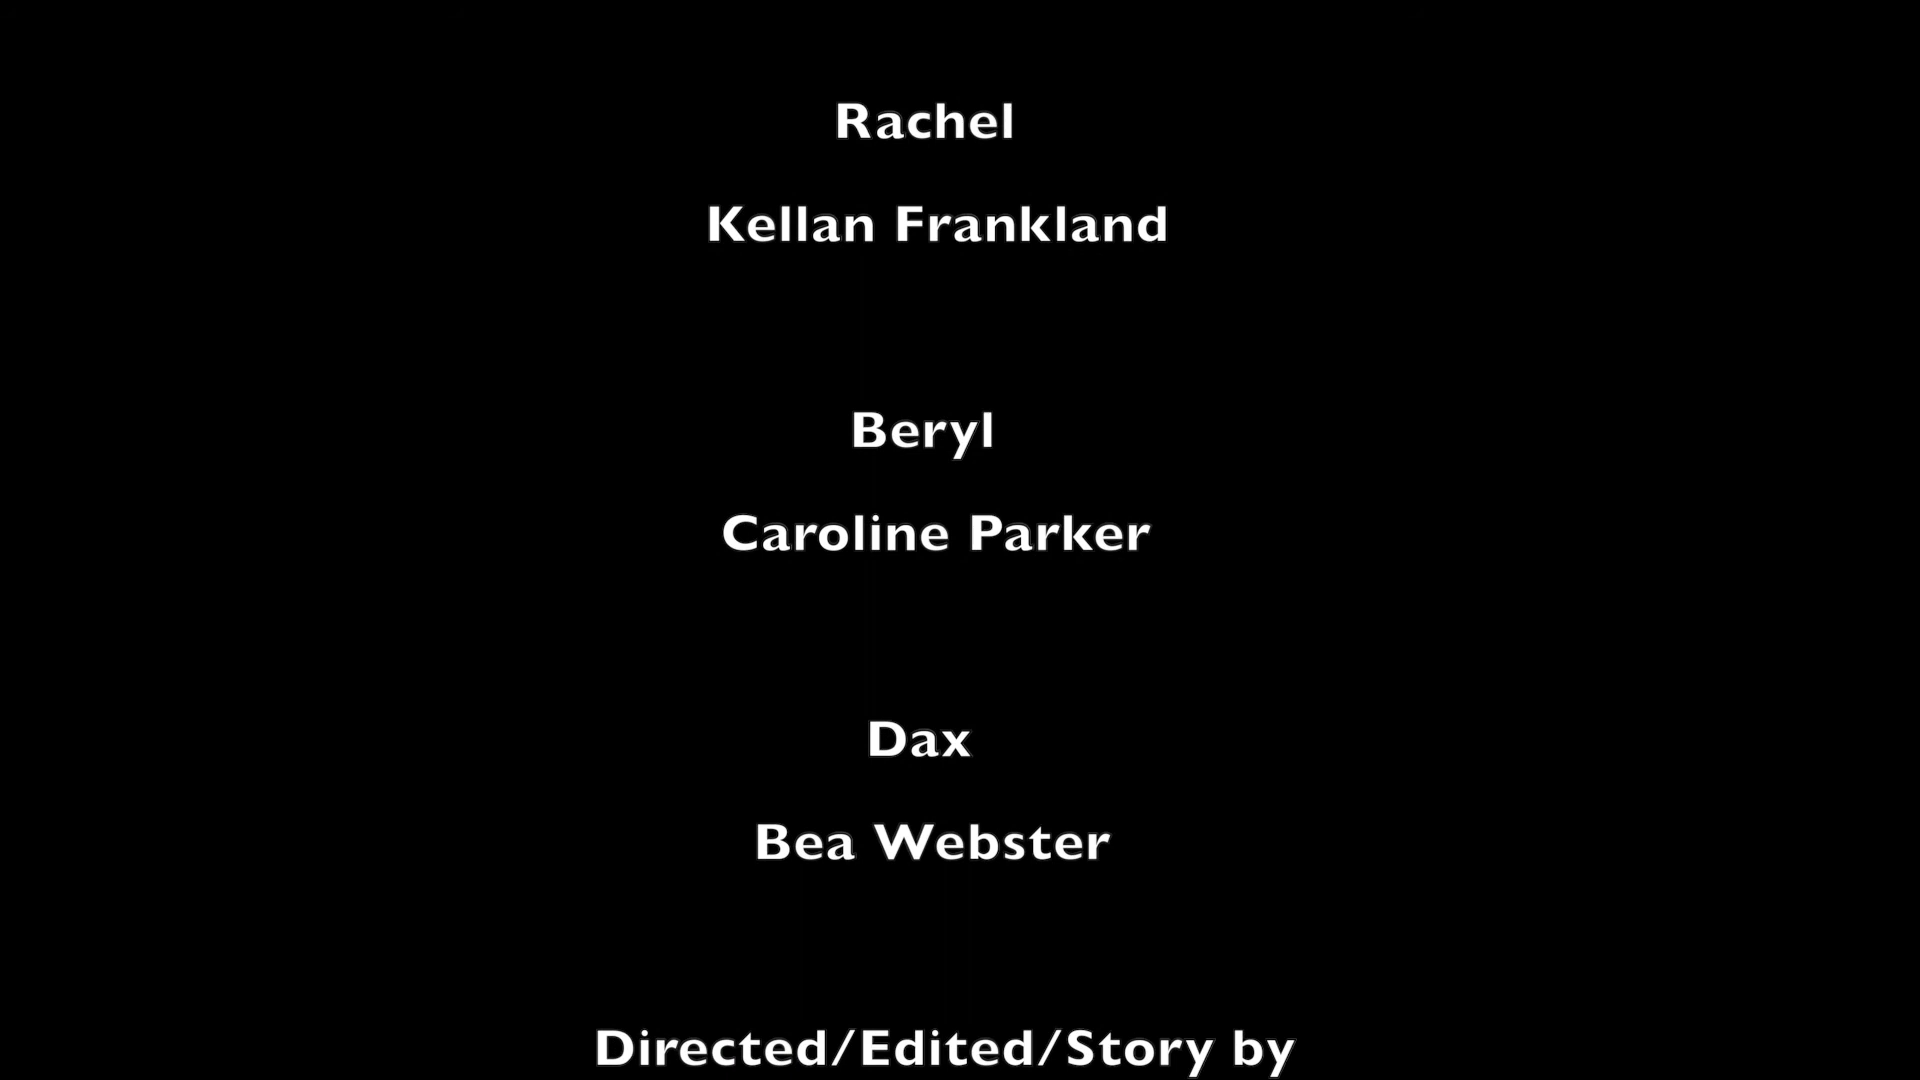 Rachel
Kellan Frankland
Beryl
Caroline Parker
Dax
Bea Webster
Directed/Edited/Story by